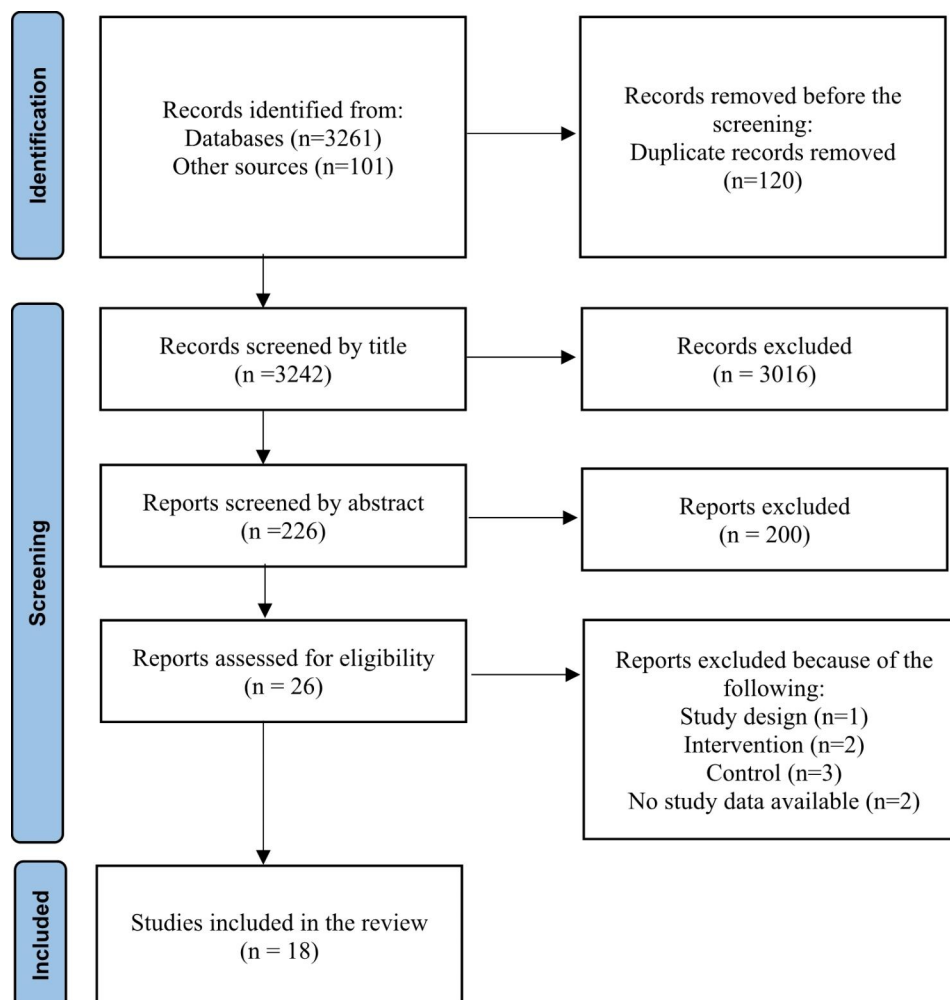 Identification
Records identified from:
Databases (n=3261)
Other sources (n=101)
Records removed before the
screening:
Duplicate records removed
(n=120)
Screening
Records screened by title
(n =3242)
Records excluded
(n = 3016)
Reports screened by abstract
(n =226)
Reports excluded
(n = 200)
Reports assessed for eligibility
(n = 26)
Reports excluded because of the
following:
Study design (n=1)
Intervention (n=2)
Control (n=3)
No study data available (n=2)
Included
Studies included in the review
(n = 18)